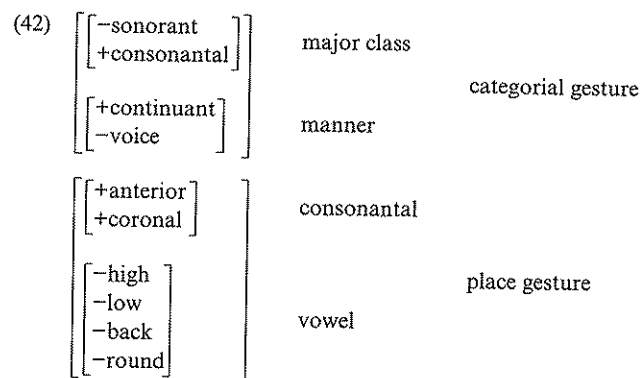 (42) [−sonorant major class
+consonantal]
categorial gesture
[+continuant manner
−voice]
[+anterior consonantal
+coronal]
[−high place gesture
−low
−back vowel
−round]